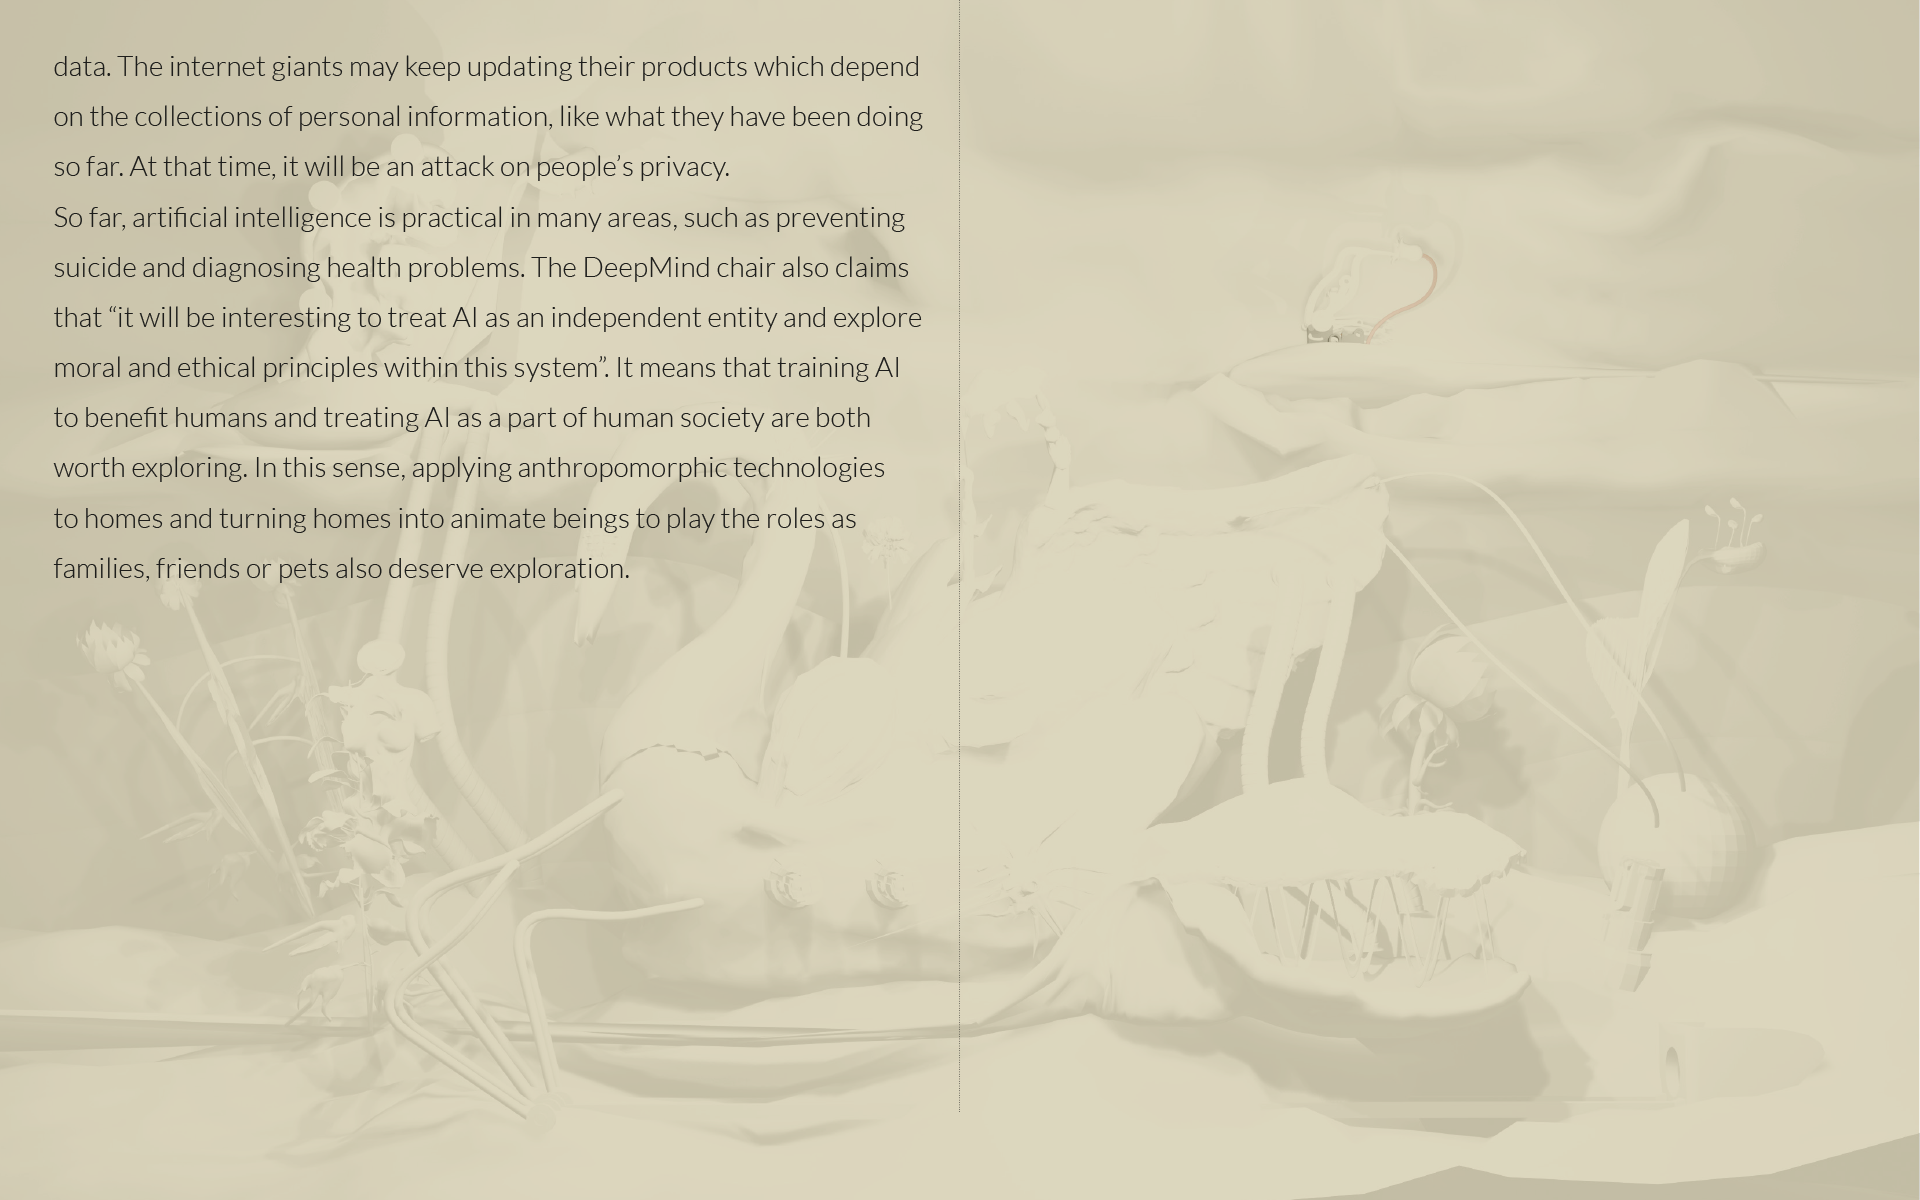 data. The internet giants may keep updating their products which depend
on the collections of personal information, like what they have been doing
so far. At that time, it will be an attack on people’s privacy.
So far, artificial intelligence is practical in many areas, such as preventing
suicide and diagnosing health problems. The DeepMind chair also claims
that “it will be interesting to treat AI as an independent entity and explore
moral and ethical principles within this system”. It means that training AI
to benefit humans and treating AI as a part of human society are both
worth exploring. In this sense, applying anthropomorphic technologies
to homes and turning homes into animate beings to play the roles as
families, friends or pets also deserve exploration.